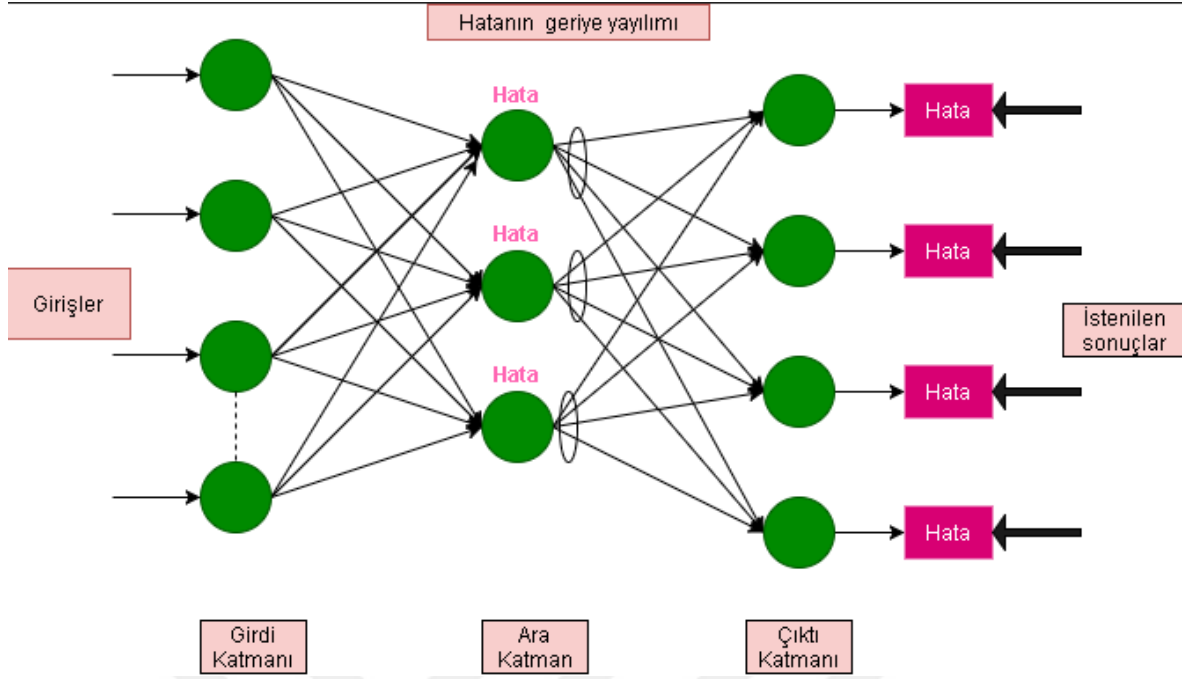 Hatanın geriye yayılımı
Hata
Hata
Hata
Hata
Hata
Hata
Hata
Girişler
İstenilen
sonuçlar
Girdi
Katmanı
Ara
Katman
Çıktı
Katmanı